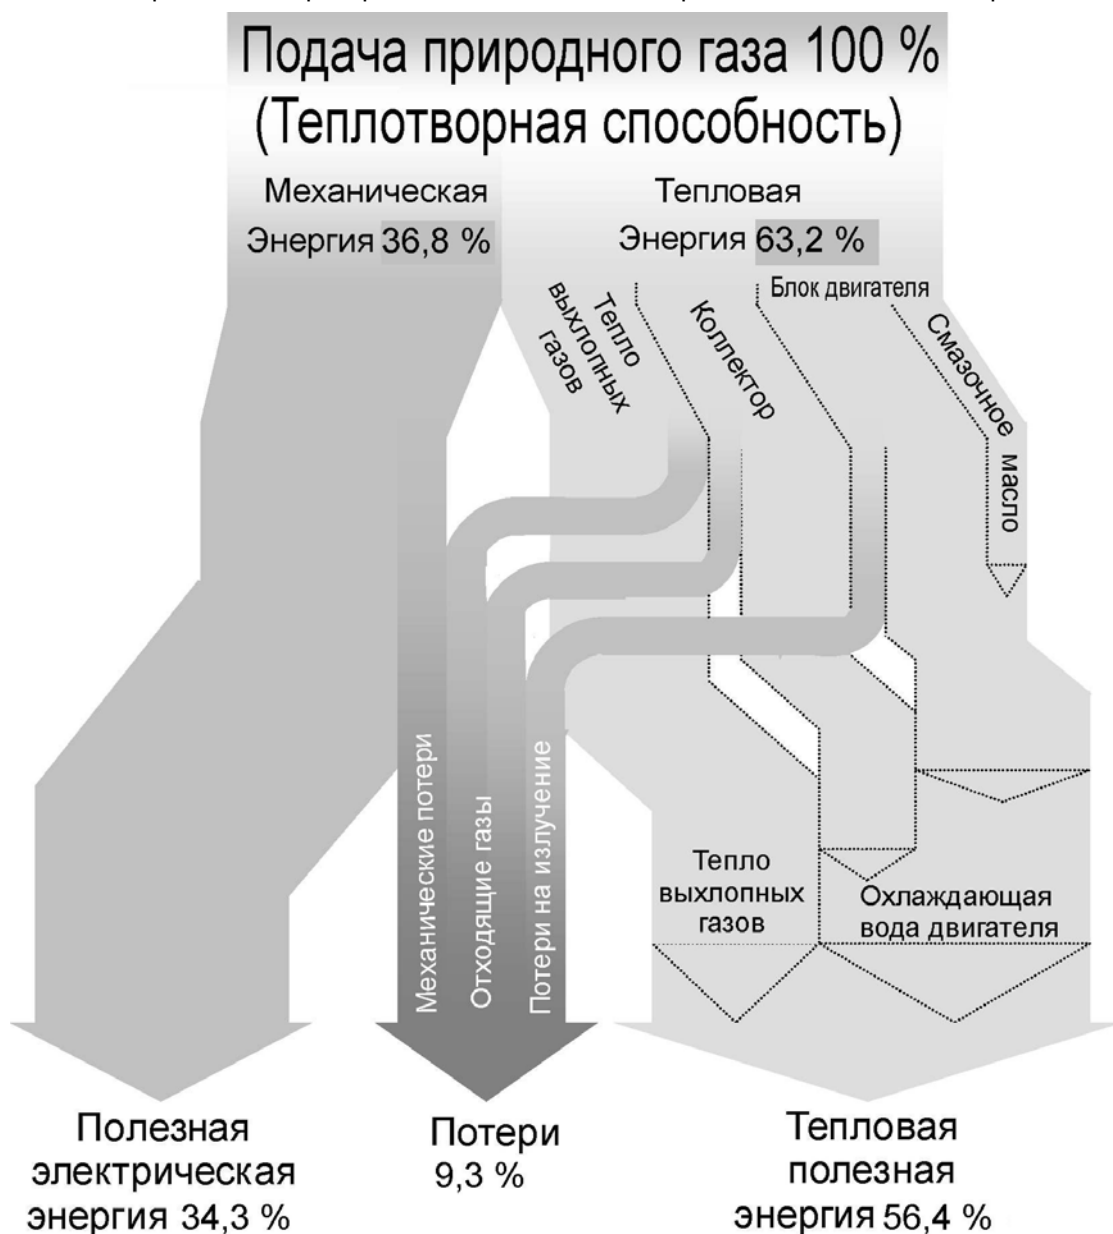 Подача природного газа 100 %
(Теплотворная способность)
Механическая
Энергия 36,8 %
Тепловая
Энергия 63,2 %
Тепло
выхлопных
газов
Коллектор
Блок двигателя
Смазочное
масло
Механические потери
Отходящие газы
Потери на излучение
Тепло
выхлопных
газов
Охлаждающая
вода двигателя
Полезная
электрическая
энергия 34,3 %
Потери
9,3 %
Тепловая
полезная
энергия 56,4 %